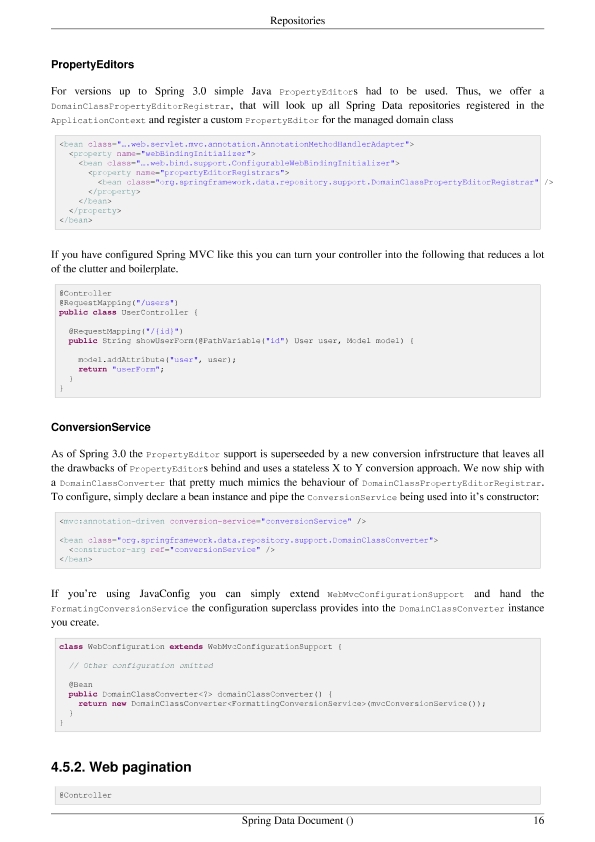 Repositories
PropertyEditors
For versions up to Spring 3.0 simple Java PropertyEditors had to be used. Thus, we offer a
DomainClassPropertyEditorRegistrar, that will look up all Spring Data repositories registered in the
ApplicationContext and register a custom PropertyEditor for the managed domain class
<bean class="….web.servlet.mvc.annotation.AnnotationMethodHandlerAdapter">
<property name="webBindingInitializer">
<bean class="….web.bind.support.ConfigurableWebBindingInitializer">
<property name="propertyEditorRegistrars">
<bean class="org.springframework.data.repository.support.DomainClassPropertyEditorRegistrar" />
</property>
</bean>
</property>
</bean>
If you have configured Spring MVC like this you can turn your controller into the following that reduces a lot
of the clutter and boilerplate.
@Controller
@RequestMapping("/users")
public class UserController {
@RequestMapping("/{id}")
public String showUserForm(@PathVariable("id") User user, Model model) {
model.addAttribute("user", user);
return "userForm";
}
}
ConversionService
As of Spring 3.0 the PropertyEditor support is superseded by a new conversion infrstructure that leaves all
the drawbacks of PropertyEditors behind and uses a stateless X to Y conversion approach. We now ship with
a DomainClassConverter that pretty much mimics the behaviour of DomainClassPropertyEditorRegistrar.
To configure, simply declare a bean instance and pipe the ConversionService being used into it's constructor:
<mvc:annotation-driven conversion-service="conversionService" />
<bean class="org.springframework.data.repository.support.DomainClassConverter">
<constructor-arg ref="conversionService" />
</bean>
If you're using JavaConfig you can simply extend WebMvcConfigurationSupport and hand the
FormatingConversionService the configuration superclass provides into the DomainClassConverter instance
you create.
class WebConfiguration extends WebMvcConfigurationSupport {
// Other configuration omitted
@Bean
public DomainClassConverter<?> domainClassConverter() {
return new DomainClassConverter<FormattingConversionService>(mvcConversionService());
}
}
4.5.2. Web pagination
@Controller
Spring Data Document () 16